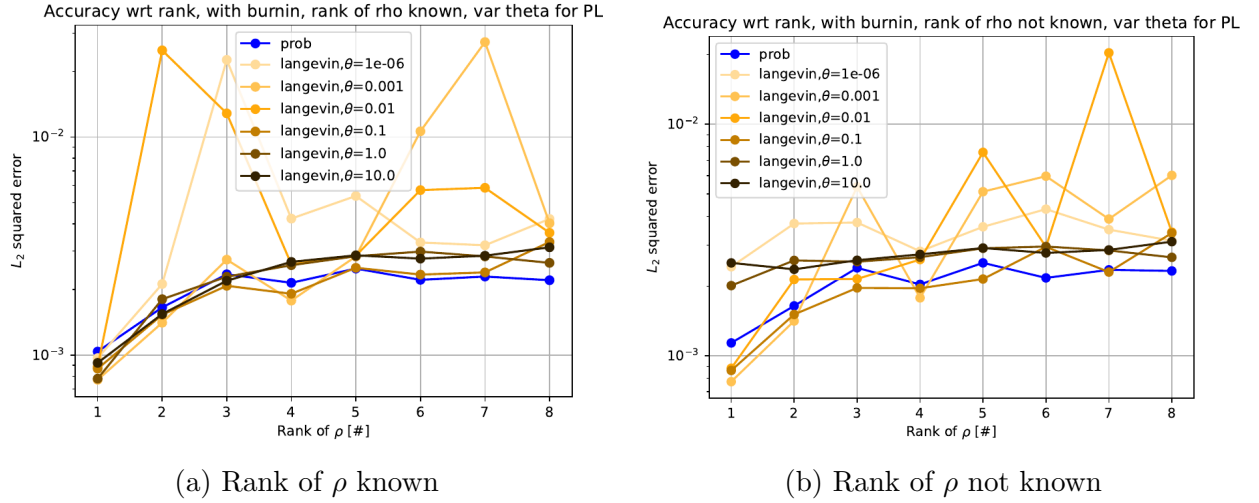 Accuracy wrt rank, with burnin, rank of rho known, var theta for PL
prob
langevin,θ=1e-06
langevin,θ=0.001
langevin,θ=0.01
langevin,θ=0.1
langevin,θ=1.0
langevin,θ=10.0
10⁻²
10⁻³
L₂ squared error
1 2 3 4 5 6 7 8
Rank of ρ [#]
(a) Rank of ρ known
Accuracy wrt rank, with burnin, rank of rho not known, var theta for PL
prob
langevin,θ=1e-06
langevin,θ=0.001
langevin,θ=0.01
langevin,θ=0.1
langevin,θ=1.0
langevin,θ=10.0
10⁻²
10⁻³
L₂ squared error
1 2 3 4 5 6 7 8
Rank of ρ [#]
(b) Rank of ρ not known